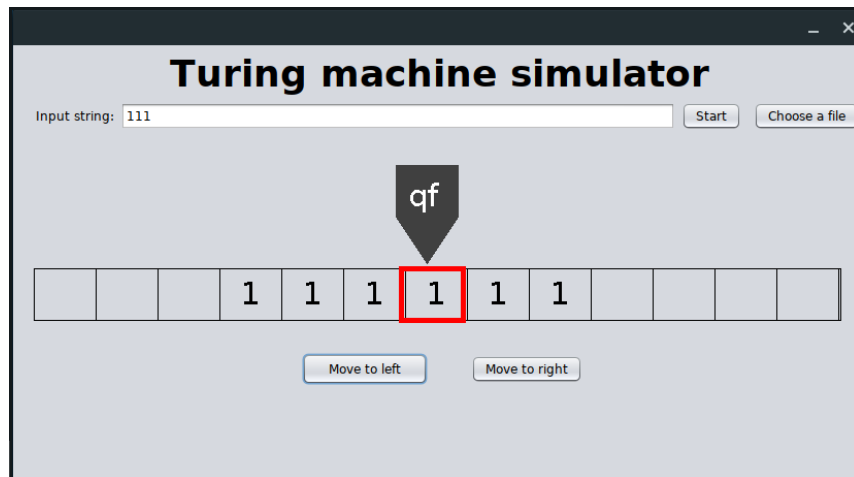 Turing machine simulator
Input string: 111 Start Choose a file
qf
1 1 1 1 1 1
Move to left Move to right